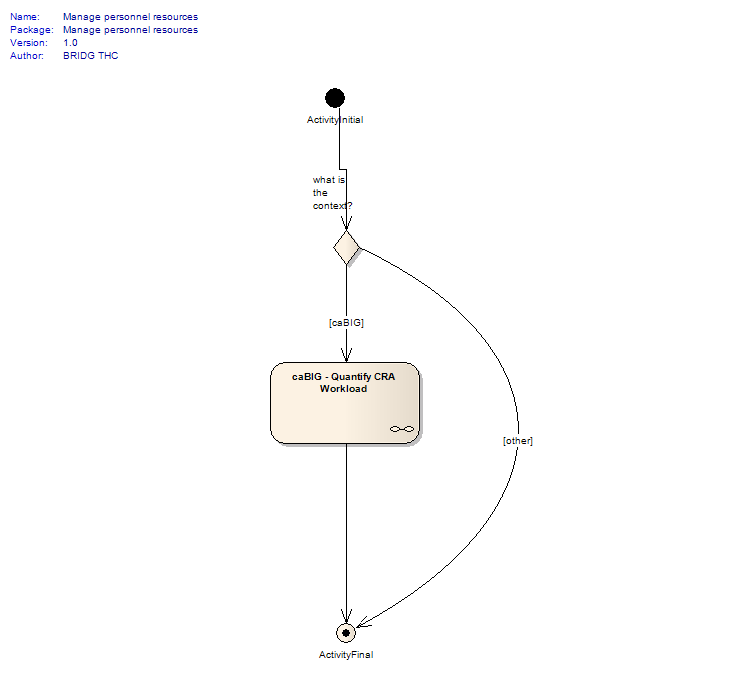 Name: Manage personnel resources
Package: Manage personnel resources
Version: 1.0
Author: BRIDG THC
ActivityInitial
what is
the
context?
[caBIG]
caBIG - Quantify CRA
Workload
[other]
ActivityFinal